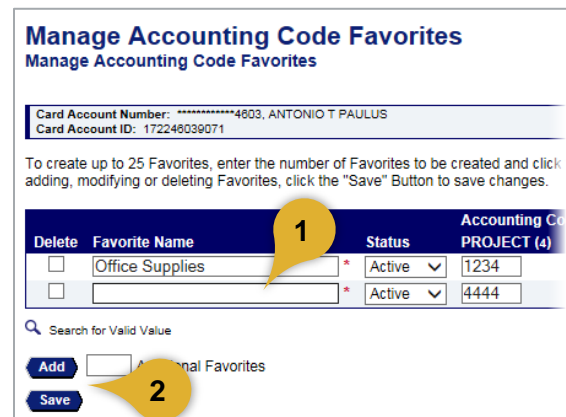 Manage Accounting Code Favorites
Manage Accounting Code Favorites
Card Account Number: ************4603, ANTONIO T PAULUS
Card Account ID: 172246039071
To create up to 25 Favorites, enter the number of Favorites to be created and click
adding, modifying or deleting Favorites, click the "Save" Button to save changes.
Accounting Co
Delete Favorite Name Status PROJECT (4)
1
Office Supplies * Active 1234
* Active 4444
Search for Valid Value
Add Additional Favorites
Save
2